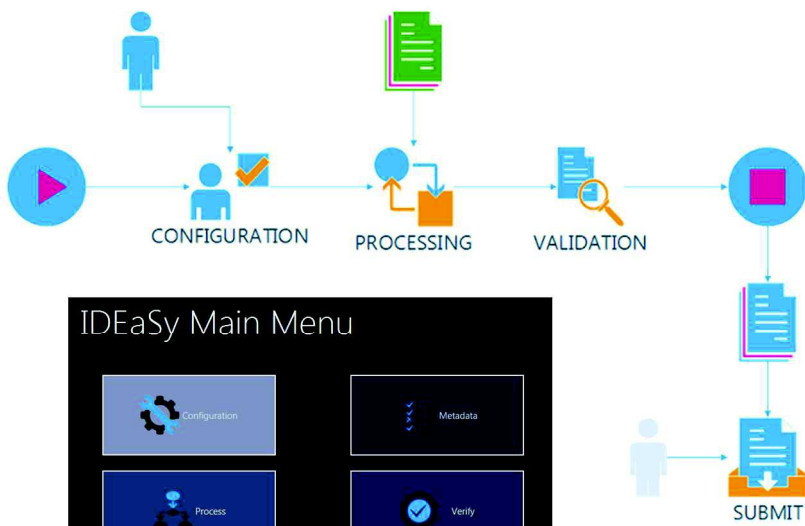 CONFIGURATION
PROCESSING
VALIDATION
IDEaSy Main Menu
Configuration
Metadata
Process
Verify
SUBMIT